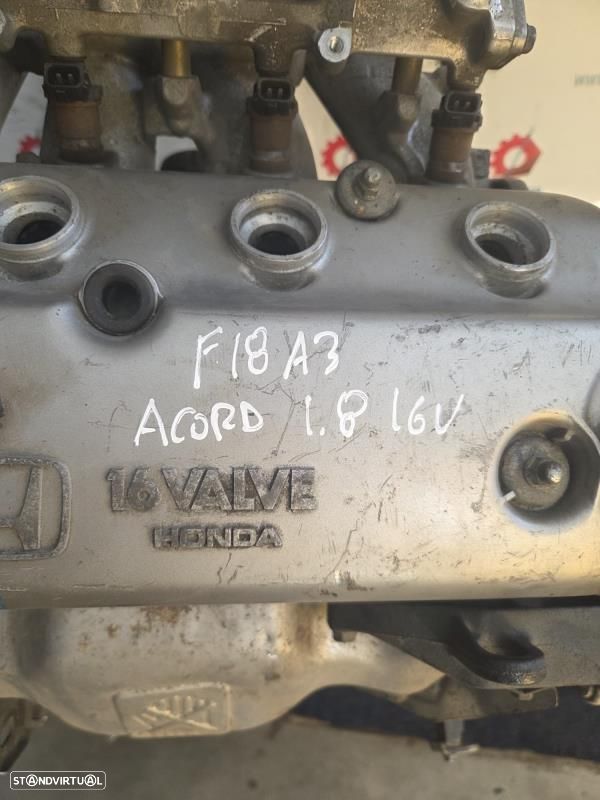 F18A3
ACORD 1.8 16V
16 VALVE
HONDA
STANDVIRTUAL